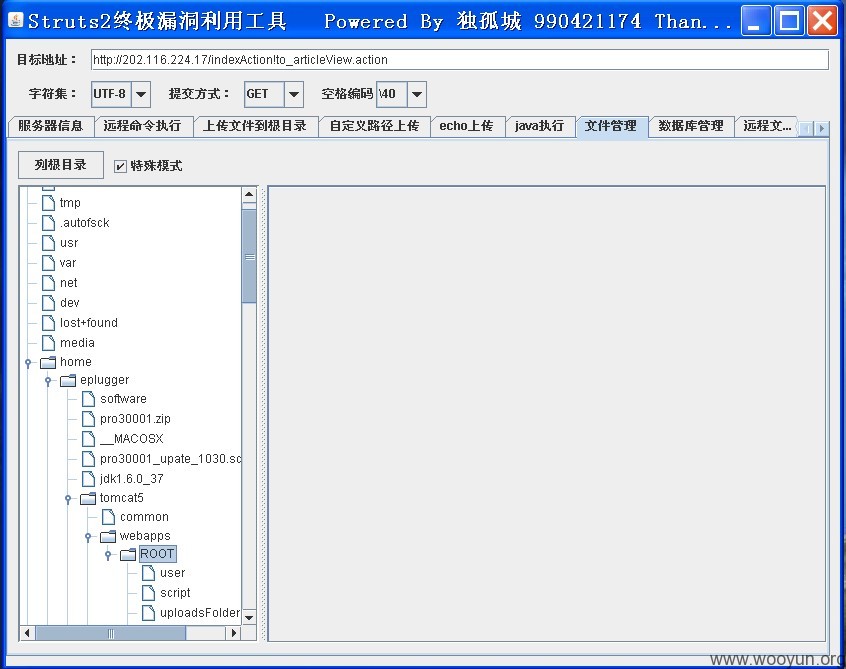 Struts2终极漏洞利用工具 Powered By 独孤城 990421174 Than...
目标地址： http://202.116.224.17/indexAction!to_articleView.action
字符集： UTF-8 提交方式： GET 空格编码 \40
服务器信息 远程命令执行 上传文件到根目录 自定义路径上传 echo上传 java执行 文件管理 数据库管理 远程文...
列根目录 特殊模式
tmp
.autofsck
usr
var
net
dev
lost+found
media
home
eplugger
software
pro30001.zip
__MACOSX
pro30001_upate_1030.sc
jdk1.6.0_37
tomcat5
common
webapps
ROOT
user
script
uploadsFolder
www.wooyun.org